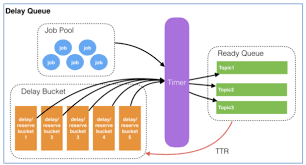 Delay Queue
Job Pool
job
job
job
job
job
Delay Bucket
delay/
reserve
bucket
1
delay/
reserve
bucket
2
delay/
reserve
bucket
3
delay/
reserve
bucket
4
delay/
reserve
bucket
5
Timer
Ready Queue
Topic1
Topic2
Topic3
TTR